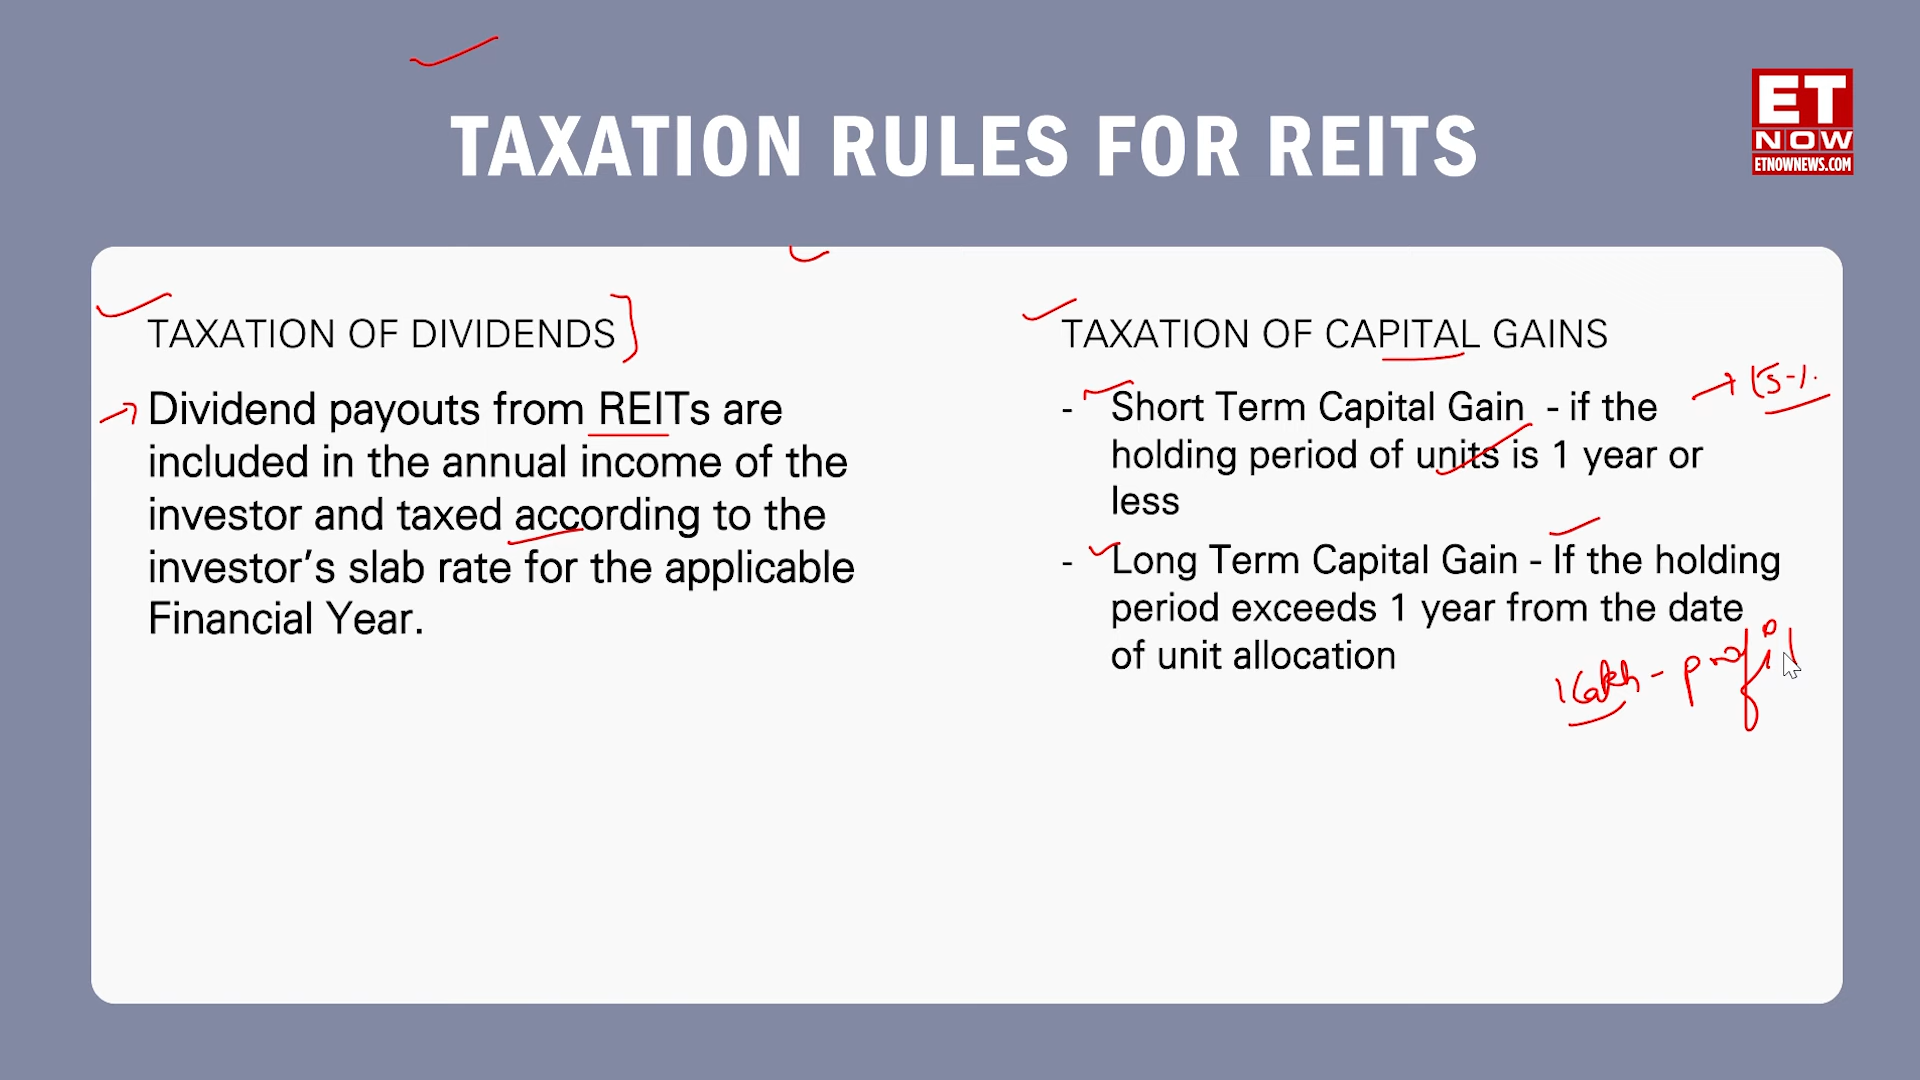 TAXATION RULES FOR REITS
ET
NOW
ETNOWNEWS.COM
TAXATION OF DIVIDENDS
Dividend payouts from REITs are
included in the annual income of the
investor and taxed according to the
investor’s slab rate for the applicable
Financial Year.
TAXATION OF CAPITAL GAINS
- Short Term Capital Gain - if the
holding period of units is 1 year or
less
15%
- Long Term Capital Gain - If the holding
period exceeds 1 year from the date
of unit allocation
1 lakh - profit